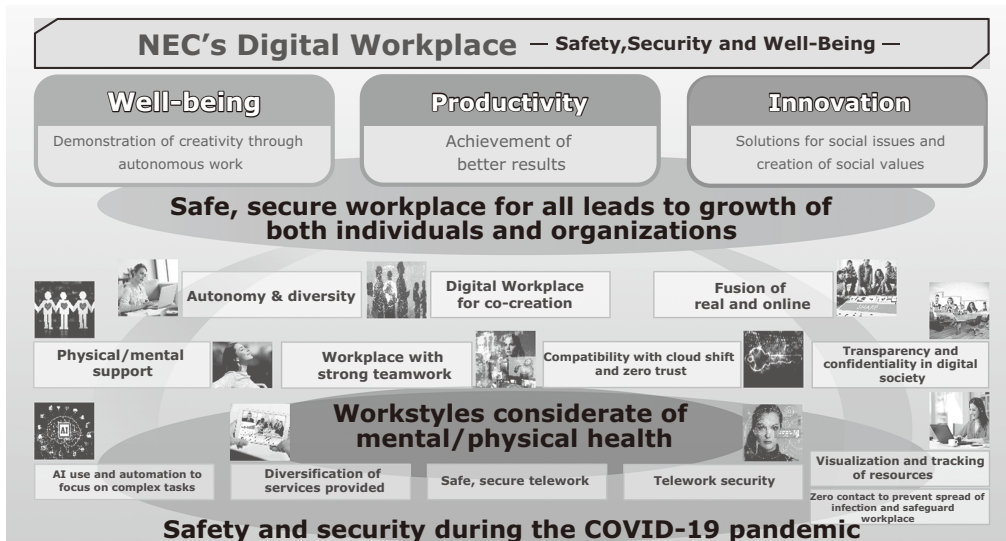 NEC's Digital Workplace — Safety,Security and Well-Being —
Well-being
Demonstration of creativity through
autonomous work
Productivity
Achievement of
better results
Innovation
Solutions for social issues and
creation of social values
Safe, secure workplace for all leads to growth of
both individuals and organizations
Autonomy & diversity
Digital Workplace
for co-creation
Fusion of
real and online
SHARE
Physical/mental
support
Workplace with
strong teamwork
Compatibility with cloud shift
and zero trust
Transparency and
confidentiality in digital
society
Workstyles considerate of
mental/physical health
AI
AI use and automation to
focus on complex tasks
Diversification of
services provided
Safe, secure telework
Telework security
Visualization and tracking
of resources
Zero contact to prevent spread of
infection and safeguard
workplace
Safety and security during the COVID-19 pandemic